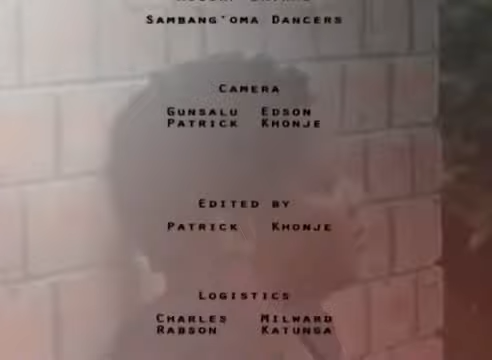 SAMBANG'OMA DANCERS
CAMERA
GUNSALU EDSON
PATRICK KHONJE
EDITED BY
PATRICK KHONJE
LOGISTICS
CHARLES MILWARD
RABSON KATUNGA